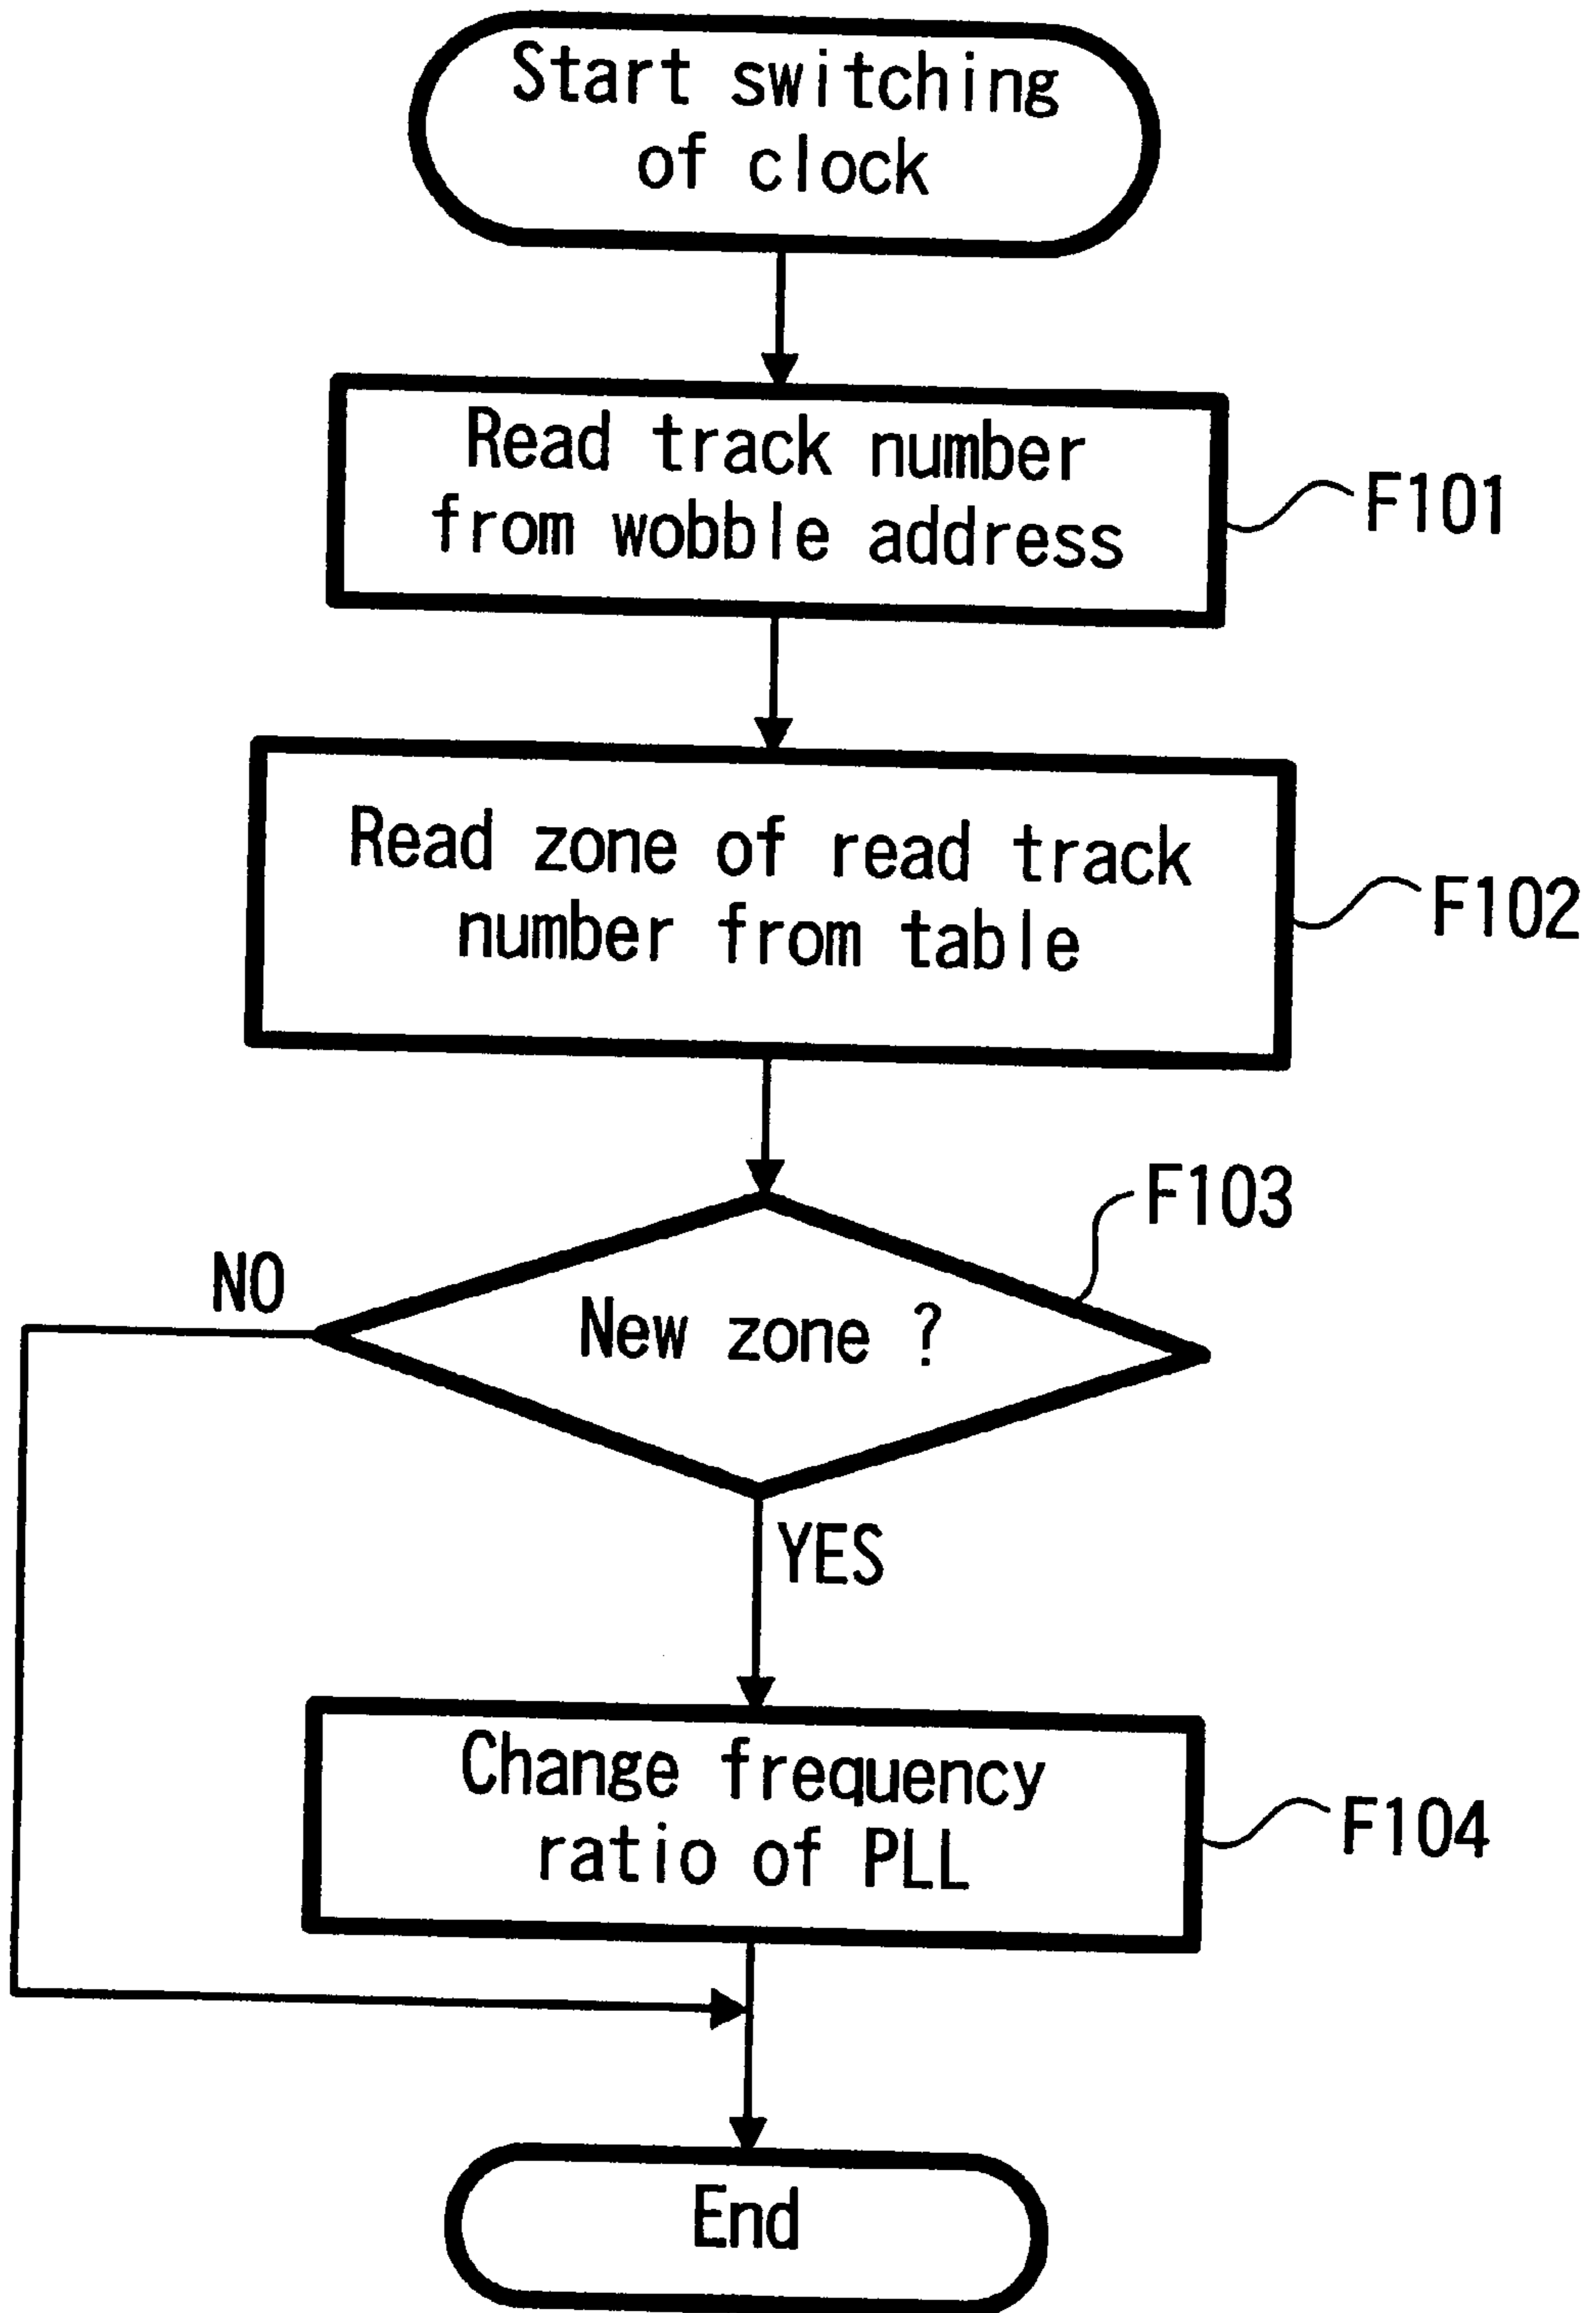 Start switching
of clock
Read track number
from wobble address
F101
Read zone of read track
number from table
F102
F103
NO
New zone ?
YES
Change frequency
ratio of PLL
F104
End